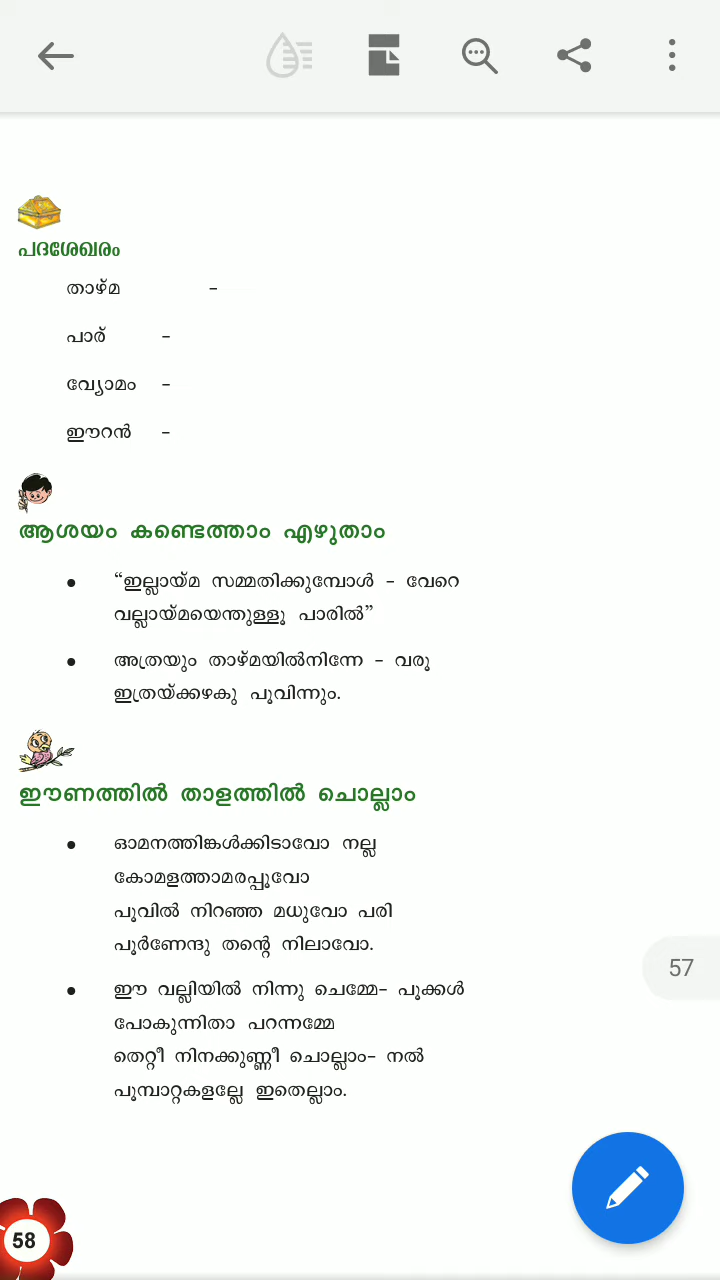 പദശേഖരം
താഴ്മ -
പാര് -
വ്യോമം -
ഈറൻ -
ആശയം കണ്ടെത്താം എഴുതാം
• “ഇല്ലായ്മ സമ്മതിക്കുമ്പോൾ - വേറെ
വല്ലായ്മയെന്തുള്ളൂ പാരിൽ”
• അത്രയും താഴ്മയിൽനിന്നേ - വരൂ
ഇത്രയ്ക്കഴകു പൂവിന്നും.
ഈണത്തിൽ താളത്തിൽ ചൊല്ലാം
• ഓമനത്തിങ്കൾക്കിടാവോ നല്ല
കോമളത്താമരപ്പൂവോ
പൂവിൽ നിറഞ്ഞ മധുവോ പരി
പൂർണേന്ദു തന്റെ നിലാവോ.
57
• ഈ വല്ലിയിൽ നിന്നു ചെമ്മേ- പൂക്കൾ
പോകുന്നിതാ പറന്നമ്മേ
തെറ്റീ നിനക്കുണ്ണീ ചൊല്ലാം- നൽ
പൂമ്പാറ്റകളല്ലേ ഇതെല്ലാം.
58